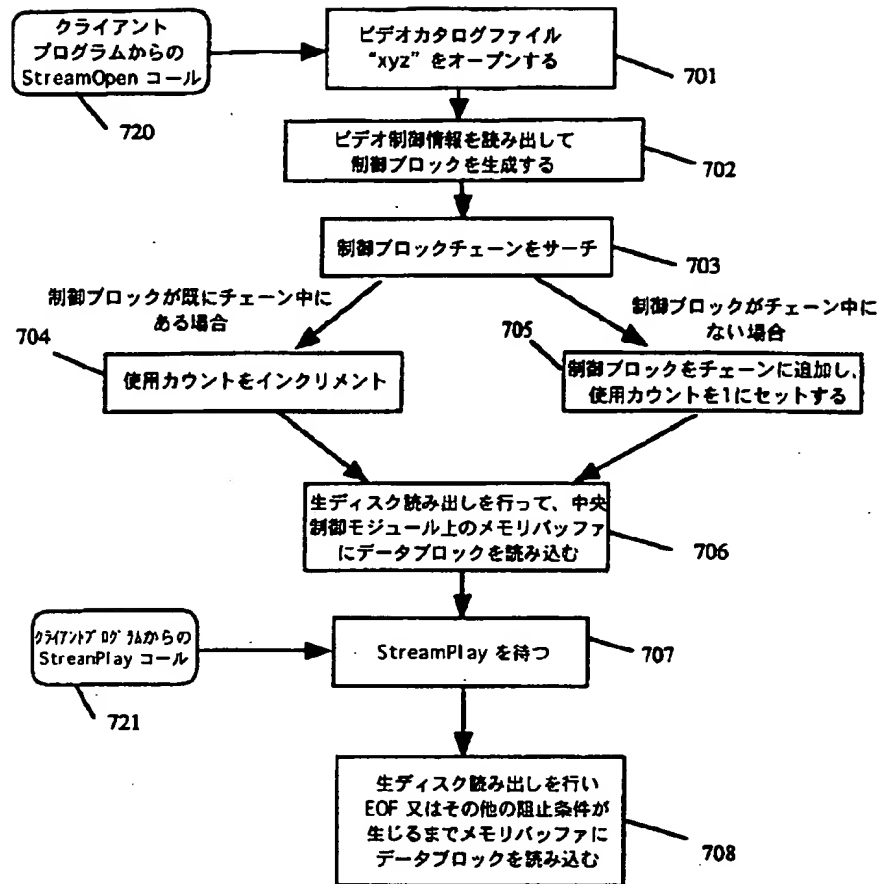 クライアント
プログラムからの
StreamOpen コール
720
ビデオカタログファイル
“xyz”をオープンする
701
ビデオ制御情報を読み出して
制御ブロックを生成する
702
制御ブロックチェーンをサーチ
703
制御ブロックが既にチェーン中に
ある場合
704
使用カウントをインクリメント
制御ブロックがチェーン中に
ない場合
705
制御ブロックをチェーンに追加し、
使用カウントを1にセットする
生ディスク読み出しを行って、中央
制御モジュール上のメモリバッファ
にデータブロックを読み込む
706
クライアントプログラムからの
StreanPlay コール
721
StreamPlay を待つ
707
生ディスク読み出しを行い
EOF 又はその他の阻止条件が
生じるまでメモリバッファに
データブロックを読み込む
708